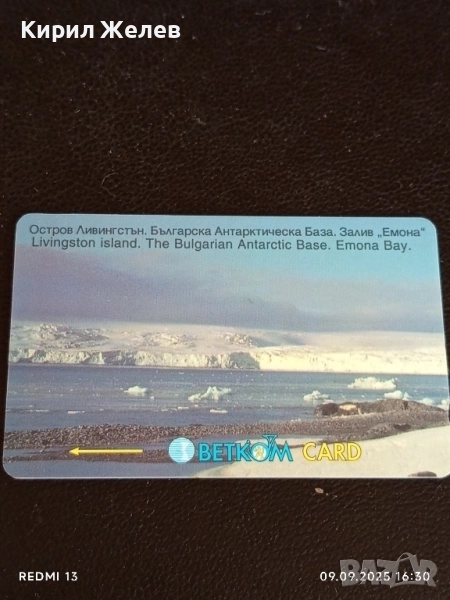 Кирил Желев
Остров Ливингстън. Българска Антарктическа База. Залив „Емона“
Livingston island. The Bulgarian Antarctic Base. Emona Bay.
BETKOM CARD
REDMI 13
09.09.2025 16:30
BAZAR